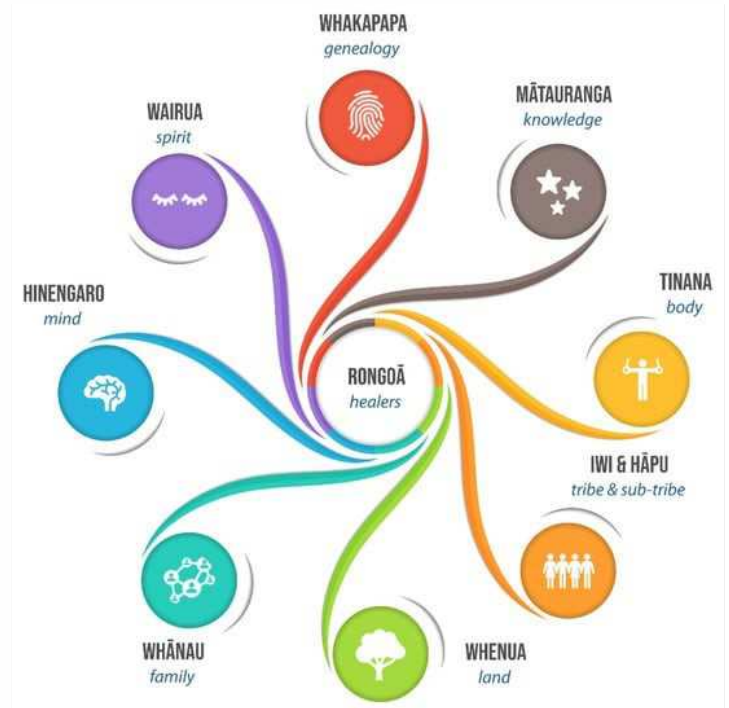 WHAKAPAPA
genealogy
MĀTAURANGA
knowledge
TINANA
body
IWI & HĀPU
tribe & sub-tribe
WHENUA
land
WHĀNAU
family
HINENGARO
mind
WAIRUA
spirit
RONGOĀ
healers